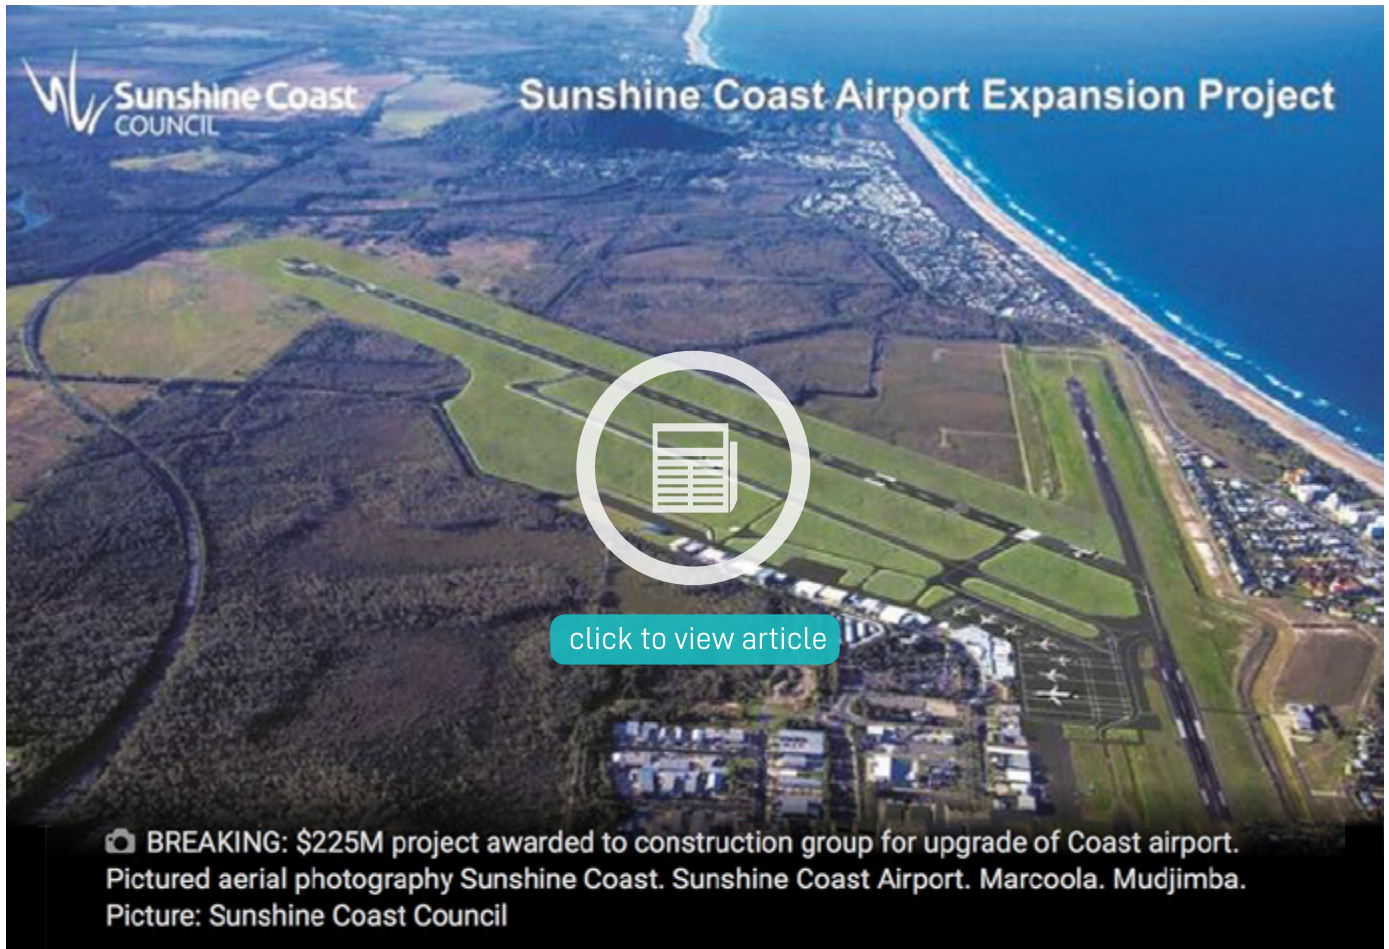 Sunshine Coast
COUNCIL
Sunshine Coast Airport Expansion Project
click to view article
BREAKING: $225M project awarded to construction group for upgrade of Coast airport.
Pictured aerial photography Sunshine Coast. Sunshine Coast Airport. Marcoola. Mudjimba.
Picture: Sunshine Coast Council